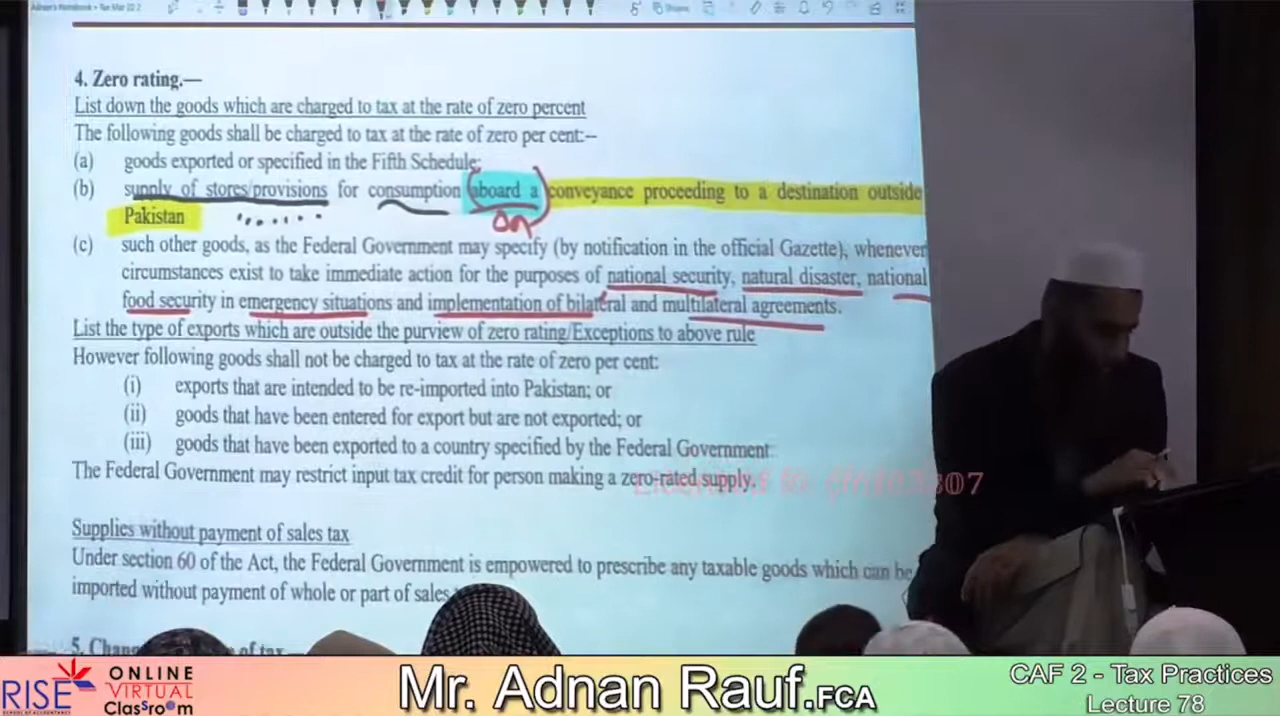 Adnan's Notebook - Tax Mar 20 2
4. Zero rating.—
List down the goods which are charged to tax at the rate of zero percent
The following goods shall be charged to tax at the rate of zero per cent:–
(a) goods exported or specified in the Fifth Schedule;
(b) supply of stores/provisions for consumption aboard a conveyance proceeding to a destination outside
Pakistan
on
(c) such other goods, as the Federal Government may specify (by notification in the official Gazette), whenever
circumstances exist to take immediate action for the purposes of national security, natural disaster, national
food security in emergency situations and implementation of bilateral and multilateral agreements.
List the type of exports which are outside the purview of zero rating/Exceptions to above rule
However following goods shall not be charged to tax at the rate of zero per cent:
(i) exports that are intended to be re-imported into Pakistan; or
(ii) goods that have been entered for export but are not exported; or
(iii) goods that have been exported to a country specified by the Federal Government
The Federal Government may restrict input tax credit for person making a zero-rated supply.
Supplies without payment of sales tax
Under section 60 of the Act, the Federal Government is empowered to prescribe any taxable goods which can be
imported without payment of whole or part of sales
5. Chang of tax
RISE
ONLINE
VIRTUAL
Classroom
Mr. Adnan Rauf.FCA
CAF 2 - Tax Practices
Lecture 78